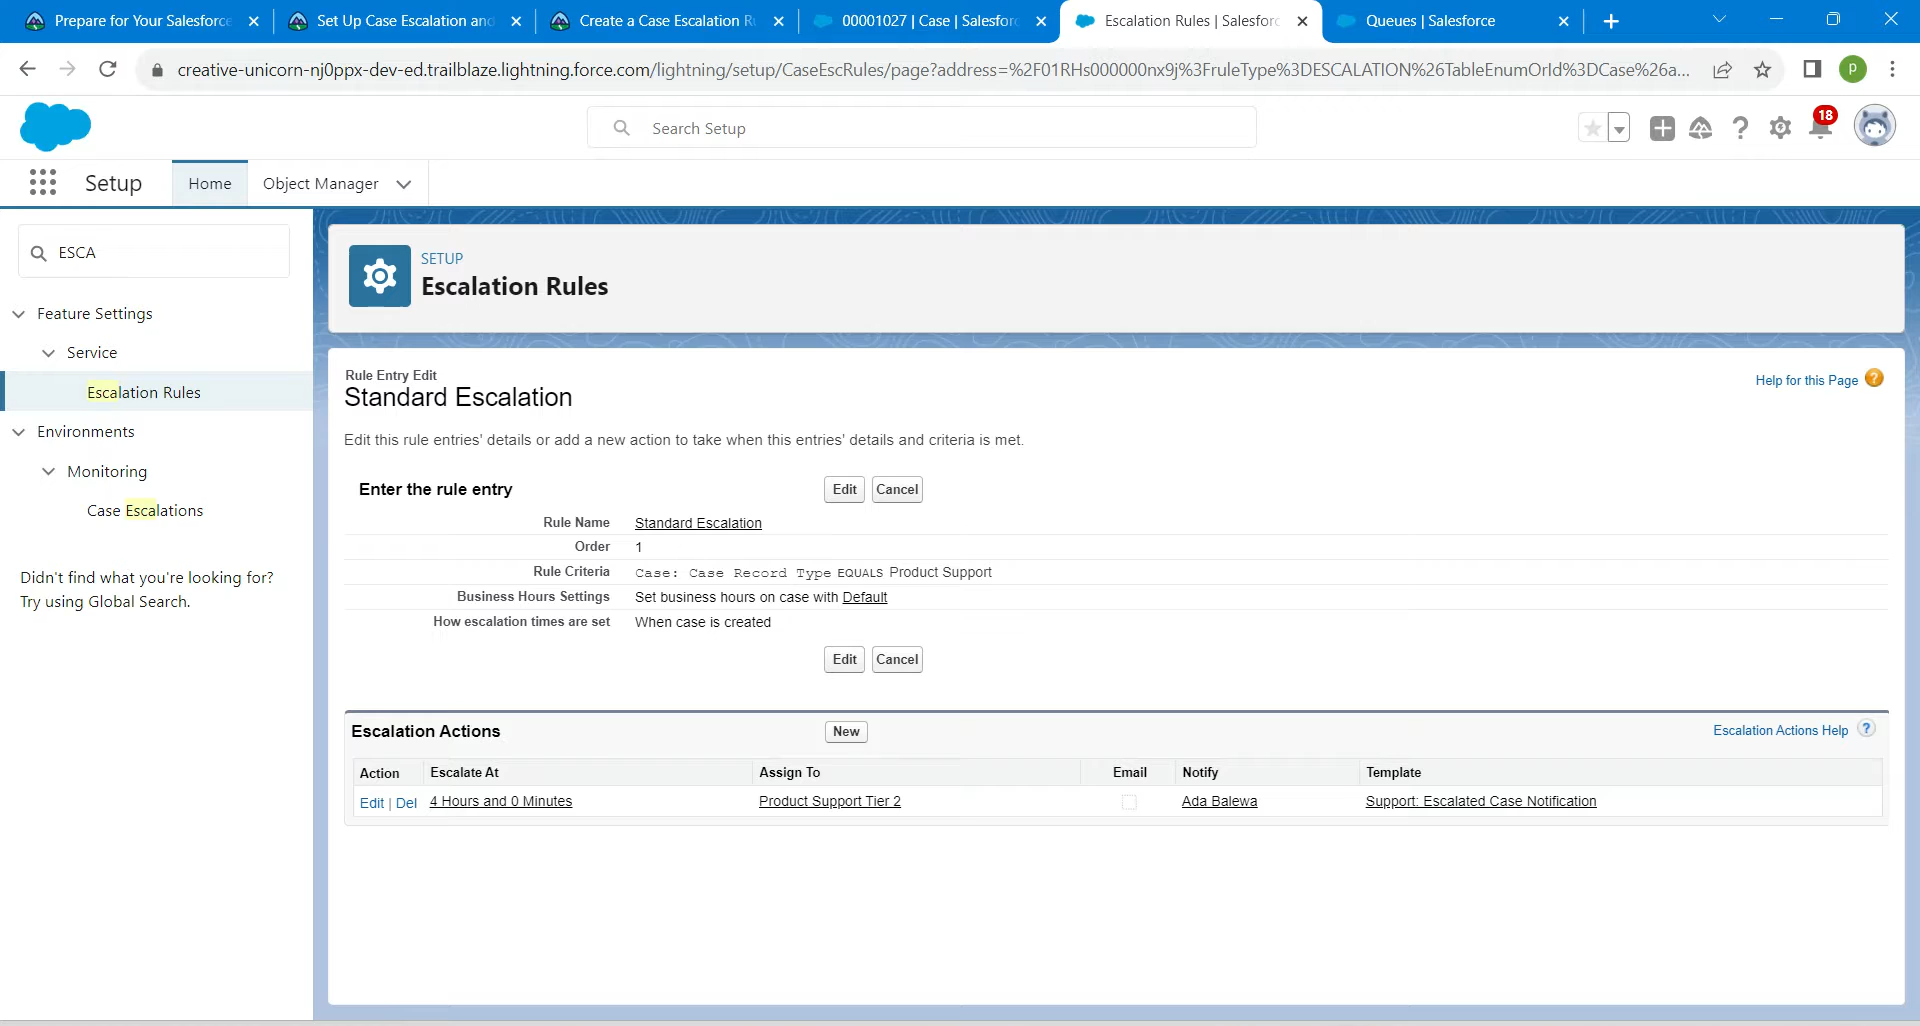 Prepare for Your Salesforce
Set Up Case Escalation and
Create a Case Escalation Ru
00001027 | Case | Salesforc
Escalation Rules | Salesforc
Queues | Salesforce
creative-unicorn-nj0ppx-dev-ed.trailblaze.lightning.force.com/lightning/setup/CaseEscRules/page?address=%2F01RHs000000nx9j%3FruleType%3DESCALATION%26TableEnumOrId%3DCase%26a...
P
Search Setup
18
Setup
Home
Object Manager
ESCA
Feature Settings
Service
Escalation Rules
Environments
Monitoring
Case Escalations
Didn't find what you're looking for?
Try using Global Search.
SETUP
Escalation Rules
Rule Entry Edit
Standard Escalation
Help for this Page
Edit this rule entries' details or add a new action to take when this entries' details and criteria is met.
Enter the rule entry
Edit Cancel
Rule Name Standard Escalation
Order 1
Rule Criteria Case: Case Record Type EQUALS Product Support
Business Hours Settings Set business hours on case with Default
How escalation times are set When case is created
Edit Cancel
Escalation Actions
New
Escalation Actions Help ?
Action Escalate At Assign To Email Notify Template
Edit | Del 4 Hours and 0 Minutes Product Support Tier 2 Ada Balewa Support: Escalated Case Notification